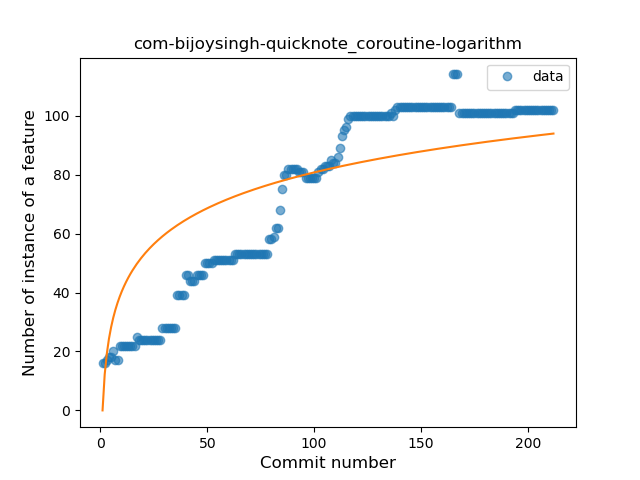 com-bijoysingh-quicknote_coroutine-logarithm
data
Number of instance of a feature
100
80
60
40
20
0
0 50 100 150 200
Commit number